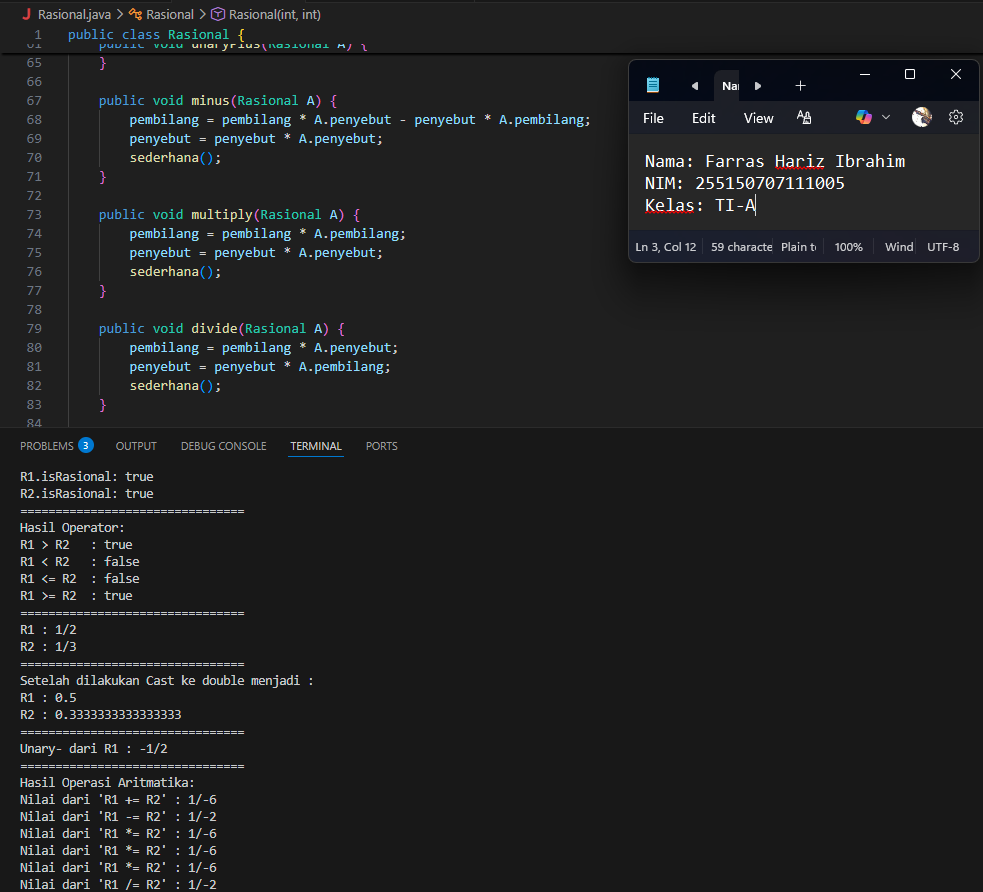 Rasional.java > Rasional > Rasional(int, int)
1 public class Rasional {
61 public void unaryPlus(Rasional A) {
65 }
66
67 public void minus(Rasional A) {
68 pembilang = pembilang * A.penyebut - penyebut * A.pembilang;
69 penyebut = penyebut * A.penyebut;
70 sederhana();
71 }
72
73 public void multiply(Rasional A) {
74 pembilang = pembilang * A.pembilang;
75 penyebut = penyebut * A.penyebut;
76 sederhana();
77 }
78
79 public void divide(Rasional A) {
80 pembilang = pembilang * A.penyebut;
81 penyebut = penyebut * A.pembilang;
82 sederhana();
83 }
84
Nar
File Edit View
Nama: Farras Hariz Ibrahim
NIM: 255150707111005
Kelas: TI-A
Ln 3, Col 12 59 characte Plain t 100% Wind UTF-8
PROBLEMS 3 OUTPUT DEBUG CONSOLE TERMINAL PORTS
R1.isRasional: true
R2.isRasional: true
================================
Hasil Operator:
R1 > R2 : true
R1 < R2 : false
R1 <= R2 : false
R1 >= R2 : true
================================
R1 : 1/2
R2 : 1/3
================================
Setelah dilakukan Cast ke double menjadi :
R1 : 0.5
R2 : 0.3333333333333333
================================
Unary- dari R1 : -1/2
================================
Hasil Operasi Aritmatika:
Nilai dari 'R1 += R2' : 1/-6
Nilai dari 'R1 -= R2' : 1/-2
Nilai dari 'R1 *= R2' : 1/-6
Nilai dari 'R1 *= R2' : 1/-6
Nilai dari 'R1 *= R2' : 1/-6
Nilai dari 'R1 /= R2' : 1/-2